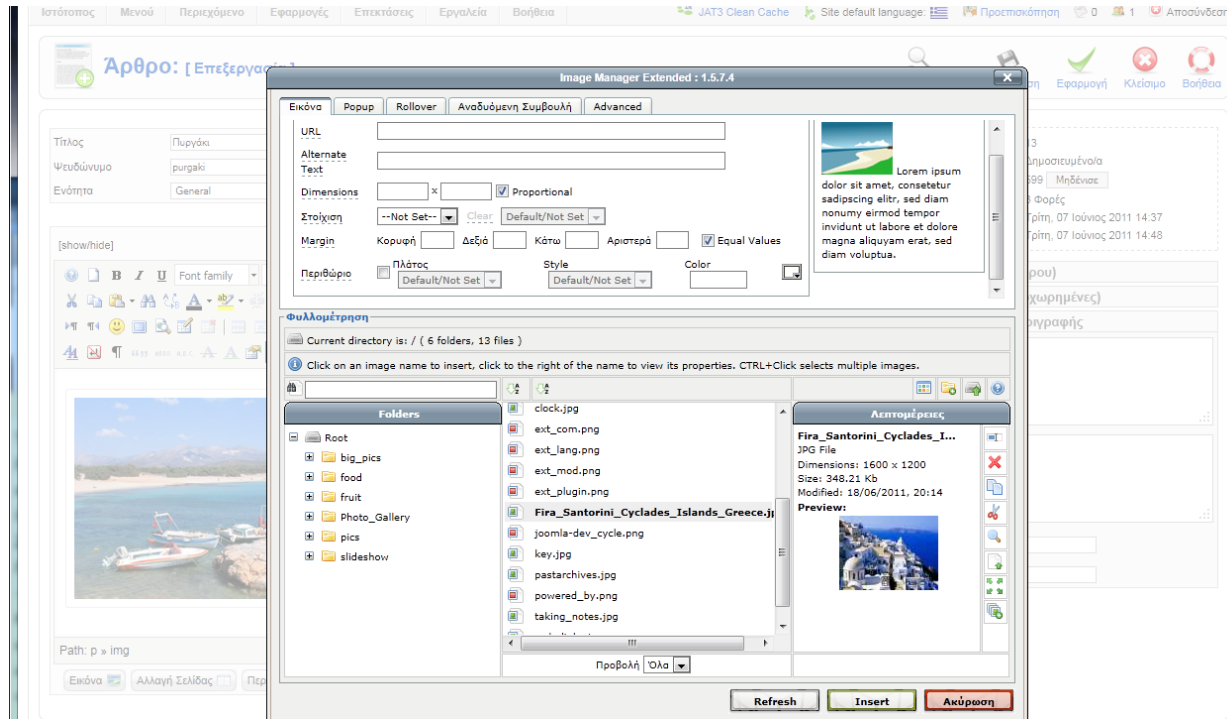 Ιστότοπος Μενού Περιεχόμενο Εφαρμογές Επεκτάσεις Εργαλεία Βοήθεια JAT3 Clean Cache Site default language: Προεπισκόπηση 0 1 Αποσύνδεση
Άρθρο: [ Επεξεργασία ]
Εφαρμογή Κλείσιμο Βοήθεια
Τίτλος Πυργάκι
Ψευδώνυμο purgaki
Ενότητα General
[show/hide]
B I U Font family
Path: p » img
Εικόνα Αλλαγή Σελίδας
Image Manager Extended : 1.5.7.4
Εικόνα Popup Rollover Αναδυόμενη Συμβουλή Advanced
URL
Alternate
Text
Dimensions x Proportional
Στοίχιση --Not Set-- Clear Default/Not Set
Margin Κορυφή Δεξιά Κάτω Αριστερά Equal Values
Περιθώριο Πλάτος Style Color
Default/Not Set Default/Not Set
Lorem ipsum
dolor sit amet, consetetur
sadipscing elitr, sed diam
nonumy eirmod tempor
invidunt ut labore et dolore
magna aliquyam erat, sed
diam voluptua.
Φυλλομέτρηση
Current directory is: / ( 6 folders, 13 files )
Click on an image name to insert, click to the right of the name to view its properties. CTRL+Click selects multiple images.
Folders
Root
big_pics
food
fruit
Photo_Gallery
pics
slideshow
clock.jpg
ext_com.png
ext_lang.png
ext_mod.png
ext_plugin.png
Fira_Santorini_Cyclades_Islands_Greece.j
joomla-dev_cycle.png
key.jpg
pastarchives.jpg
powered_by.png
taking_notes.jpg
Προβολή Όλα
Λεπτομέρειες
Fira_Santorini_Cyclades_I...
JPG File
Dimensions: 1600 x 1200
Size: 348.21 Kb
Modified: 18/06/2011, 20:14
Preview:
Refresh Insert Ακύρωση
13
Δημοσιευμένο/α
599 Μηδένισε
Φορές
Τρίτη, 07 Ιούνιος 2011 14:37
Τρίτη, 07 Ιούνιος 2011 14:48